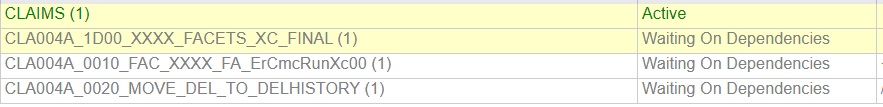 CLAIMS (1) Active
CLA004A_1D00_XXXX_FACETS_XC_FINAL (1) Waiting On Dependencies
CLA004A_0010_FAC_XXXX_FA_ErCmcRunXc00 (1) Waiting On Dependencies
CLA004A_0020_MOVE_DEL_TO_DELHISTORY (1) Waiting On Dependencies